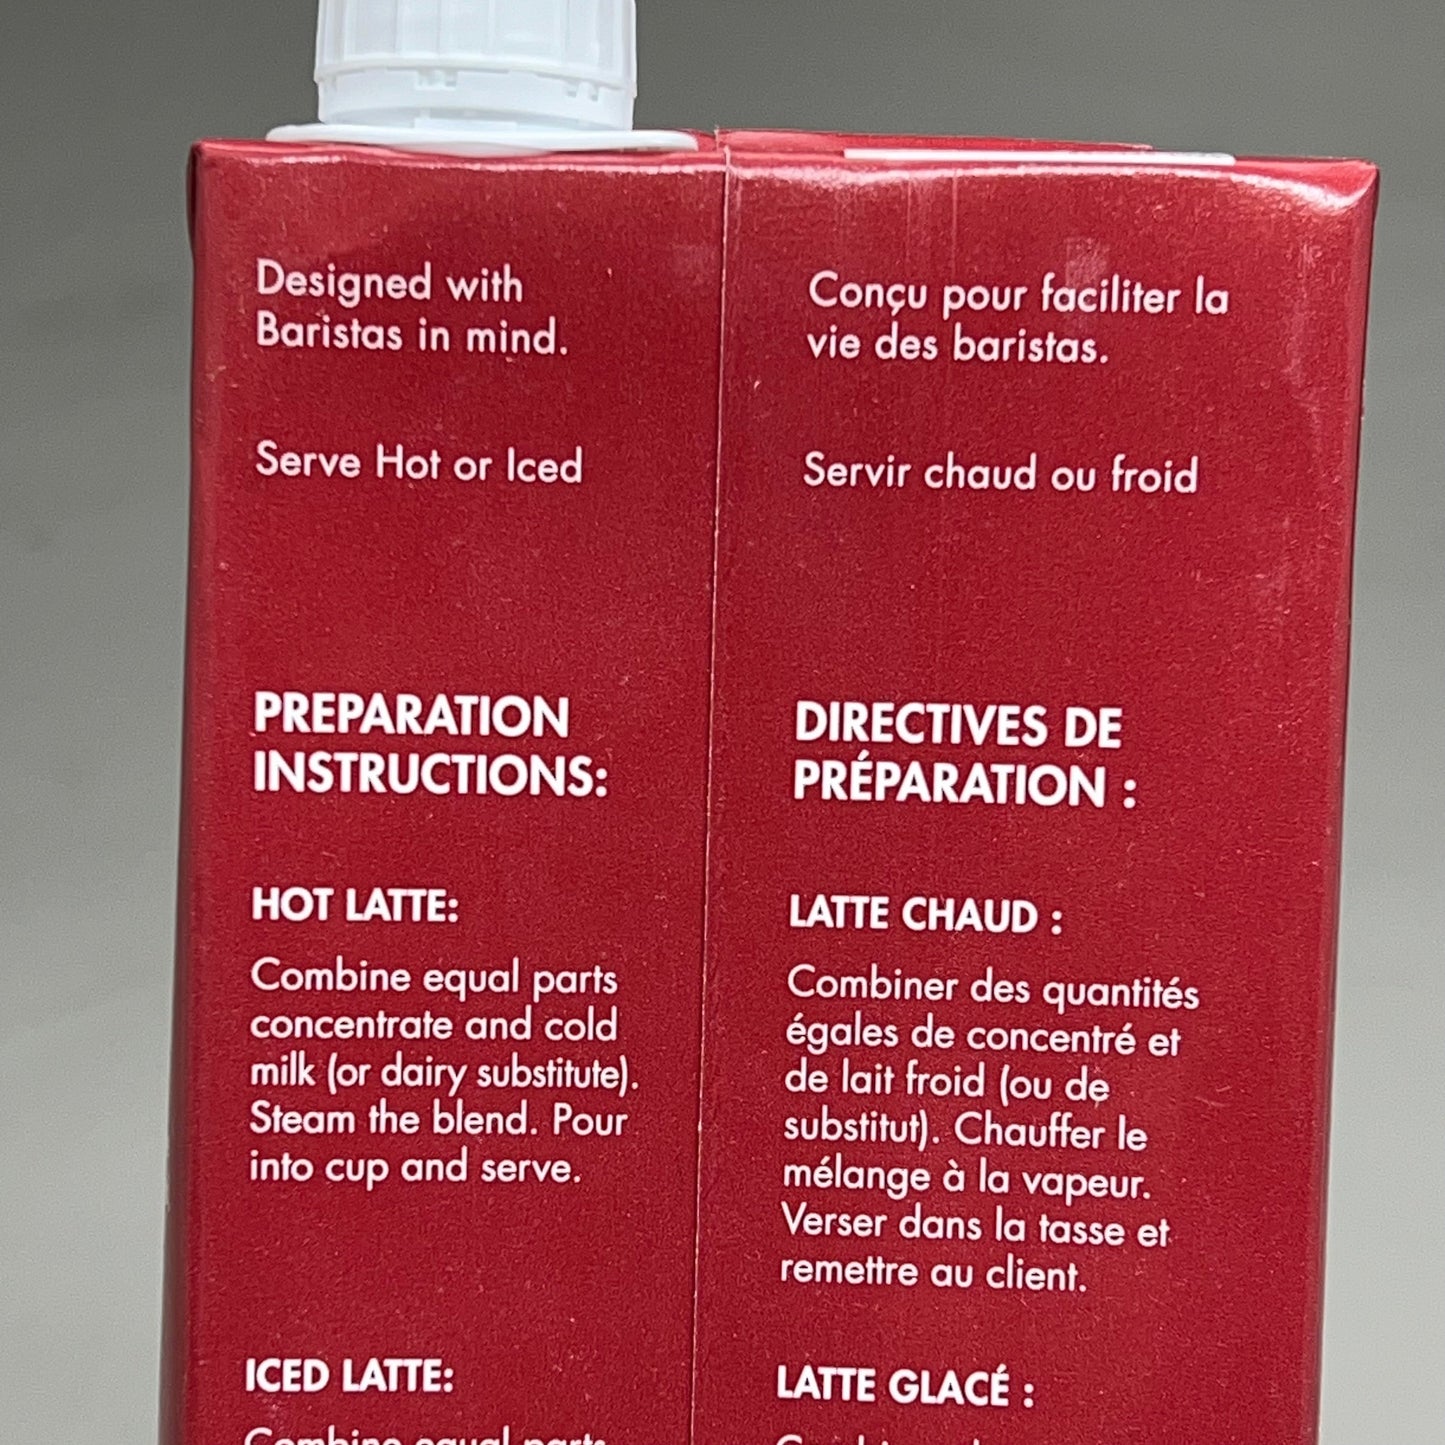 Designed with
Baristas in mind.
Serve Hot or Iced
PREPARATION
INSTRUCTIONS:
HOT LATTE:
Combine equal parts
concentrate and cold
milk (or dairy substitute).
Steam the blend. Pour
into cup and serve.
ICED LATTE:
Combine equal parts
Conçu pour faciliter la
vie des baristas.
Servir chaud ou froid
DIRECTIVES DE
PRÉPARATION :
LATTE CHAUD :
Combiner des quantités
égales de concentré et
de lait froid (ou de
substitut). Chauffer le
mélange à la vapeur.
Verser dans la tasse et
remettre au client.
LATTE GLACÉ :